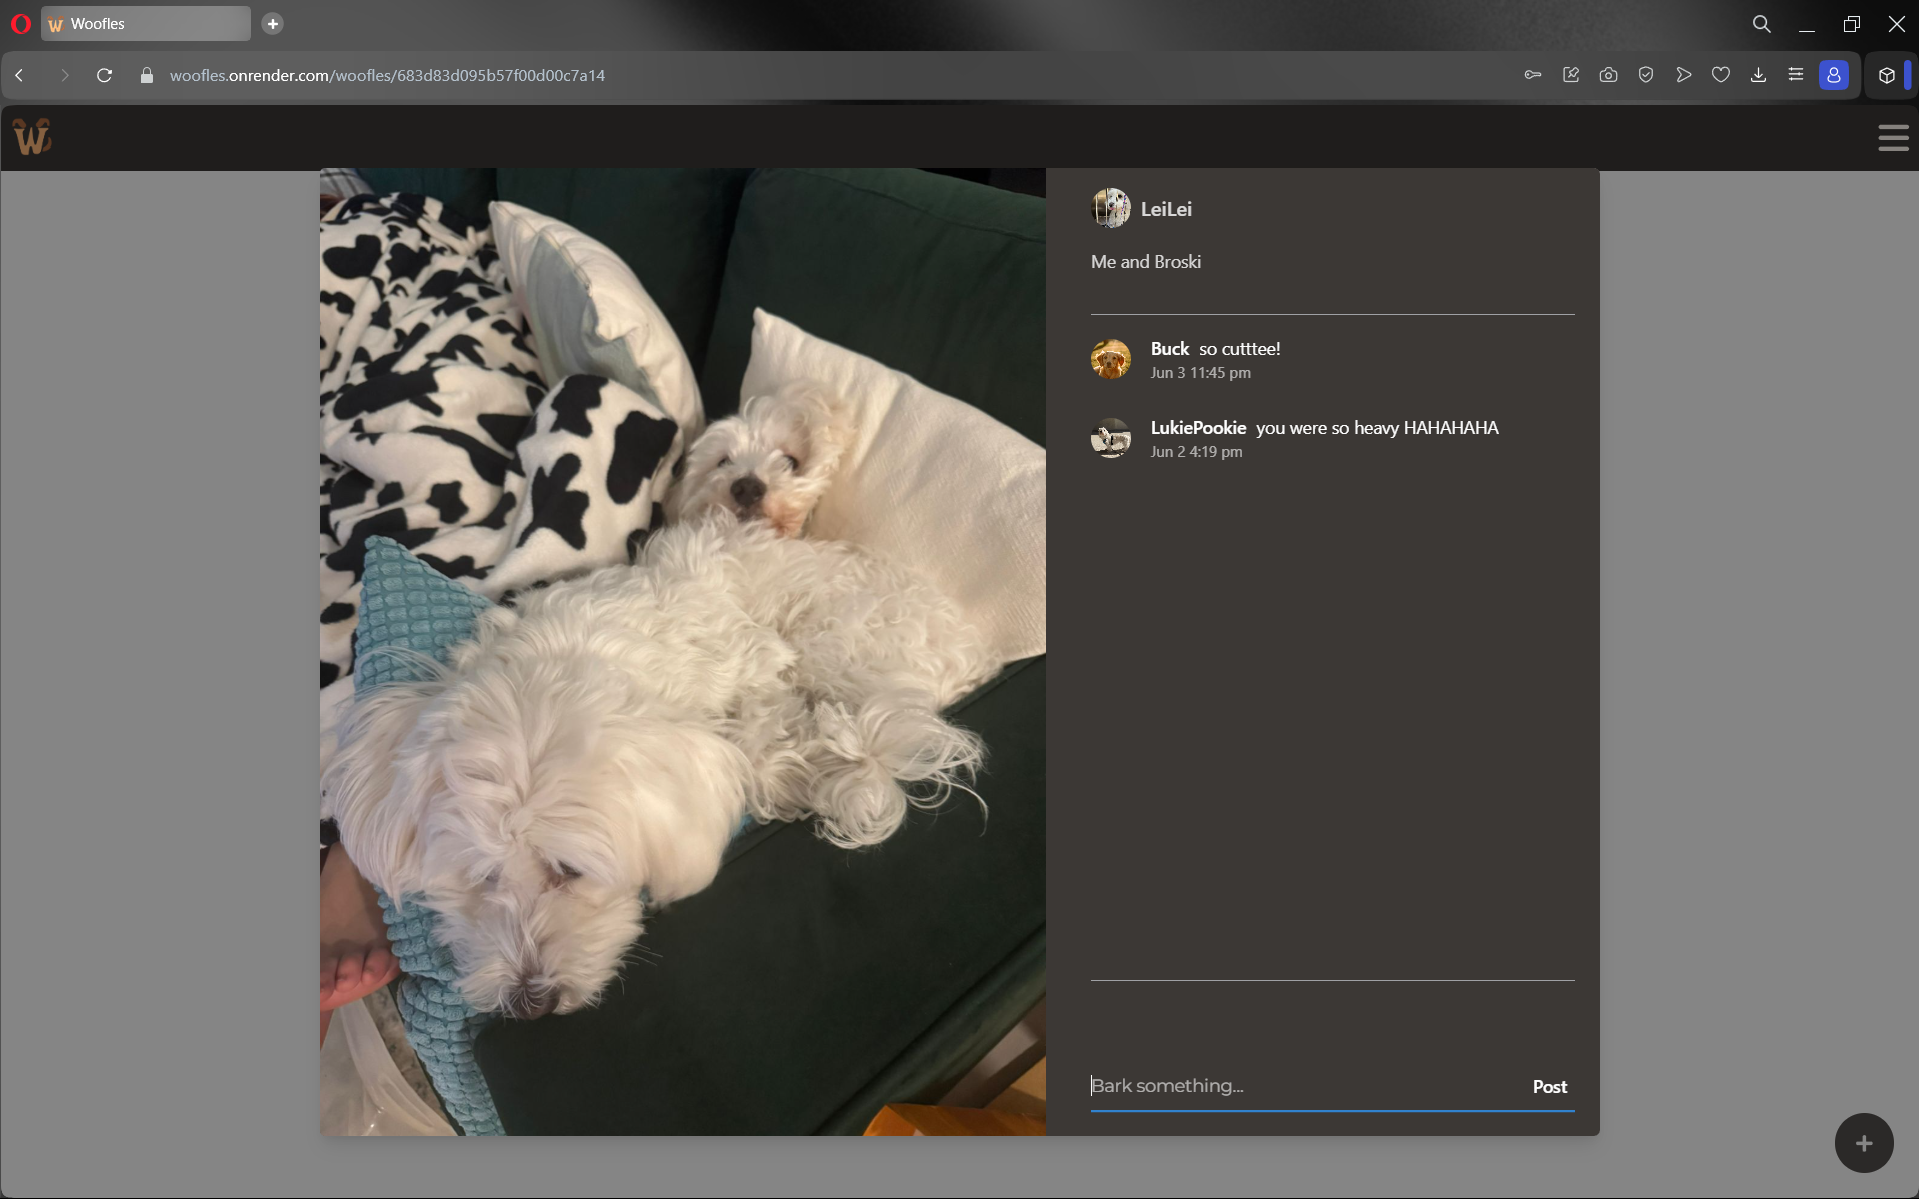 Woofles
woofles.onrender.com/woofles/683d83d095b57f00d00c7a14
W
LeiLei
Me and Broski
Buck so cutttee!
Jun 3 11:45 pm
LukiePookie you were so heavy HAHAHAHA
Jun 2 4:19 pm
Bark something...
Post